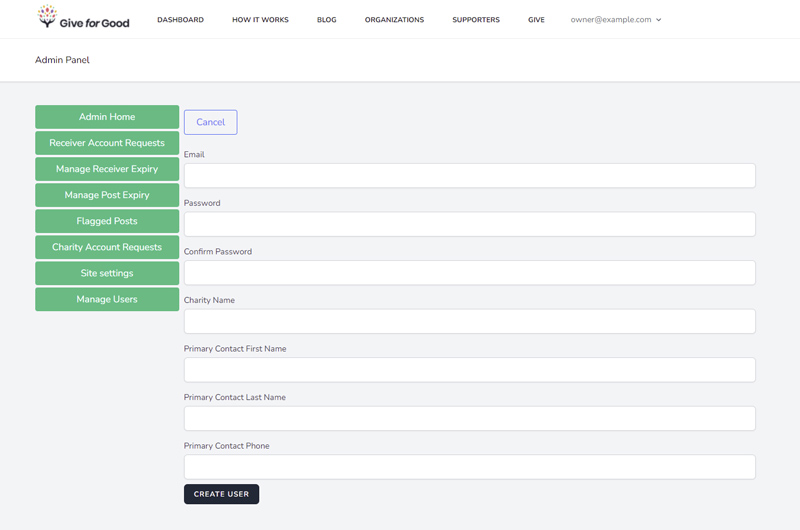 Give for Good
DASHBOARD
HOW IT WORKS
BLOG
ORGANIZATIONS
SUPPORTERS
GIVE
owner@example.com
Admin Panel
Admin Home
Receiver Account Requests
Manage Receiver Expiry
Manage Post Expiry
Flagged Posts
Charity Account Requests
Site settings
Manage Users
Cancel
Email
Password
Confirm Password
Charity Name
Primary Contact First Name
Primary Contact Last Name
Primary Contact Phone
CREATE USER